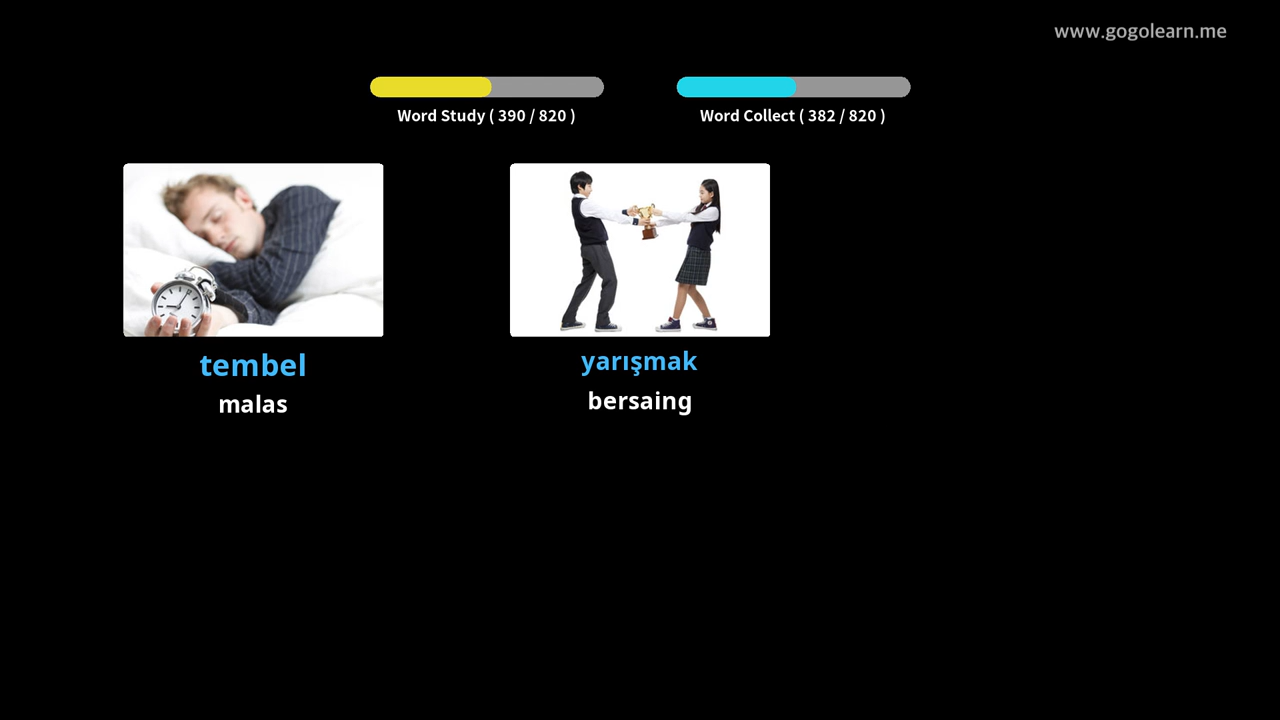 www.gogolearn.me
Word Study ( 390 / 820 )
Word Collect ( 382 / 820 )
tembel
malas
yarışmak
bersaing